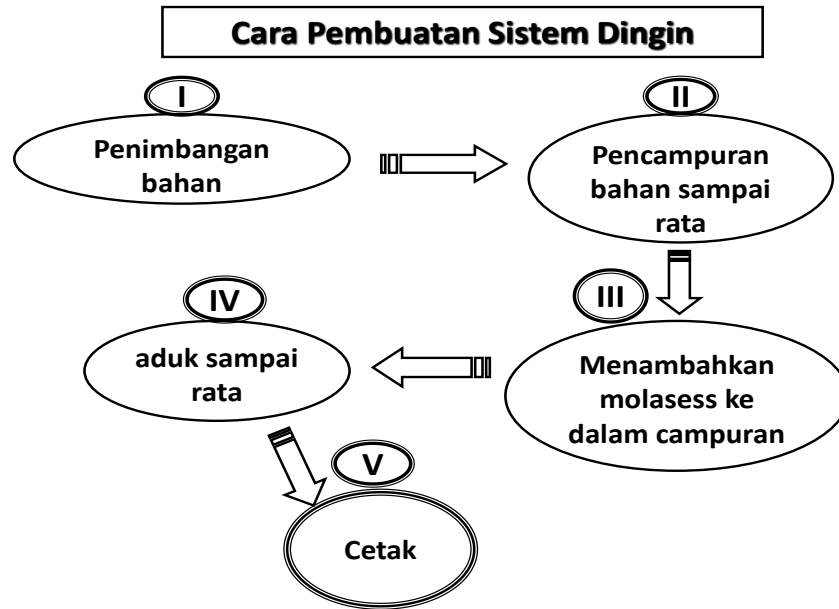 Cara Pembuatan Sistem Dingin
I
Penimbangan
bahan
II
Pencampuran
bahan sampai
rata
III
Menambahkan
molasess ke
dalam campuran
IV
aduk sampai
rata
V
Cetak